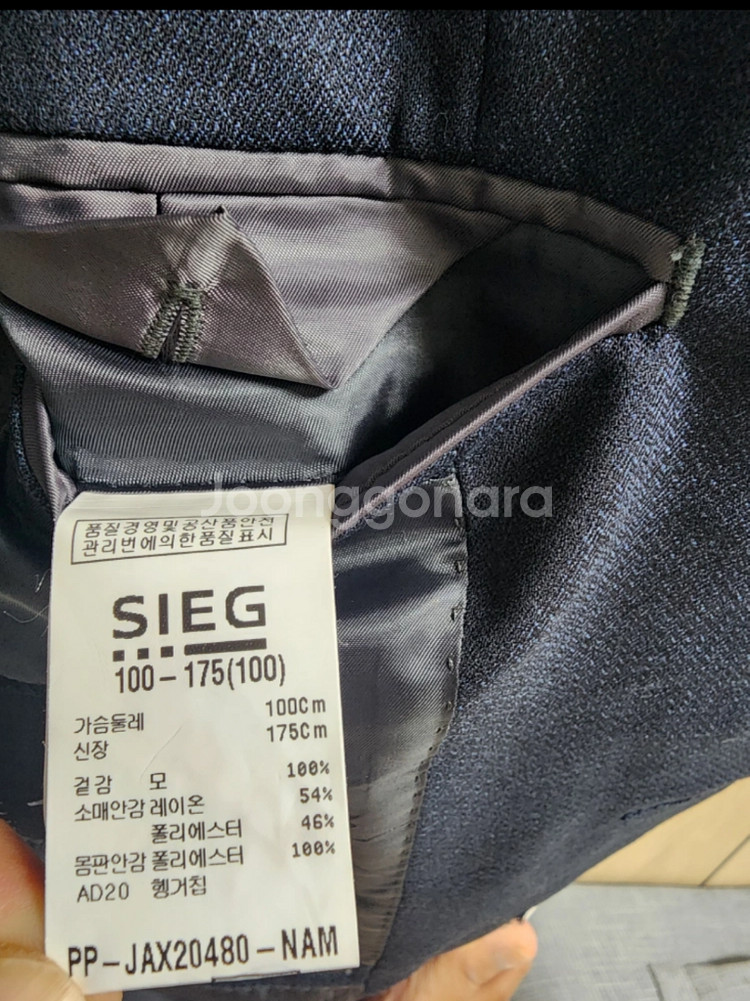 Joonggonara
품질경영및공산품안전
관리법에의한품질표시
SIEG
100-175(100)
가슴둘레 100Cm
신장 175Cm
겉감 모 100%
소매안감 레이온 54%
폴리에스터 46%
몸판안감 폴리에스터 100%
AD20 헹거칩
PP-JAX20480-NAM